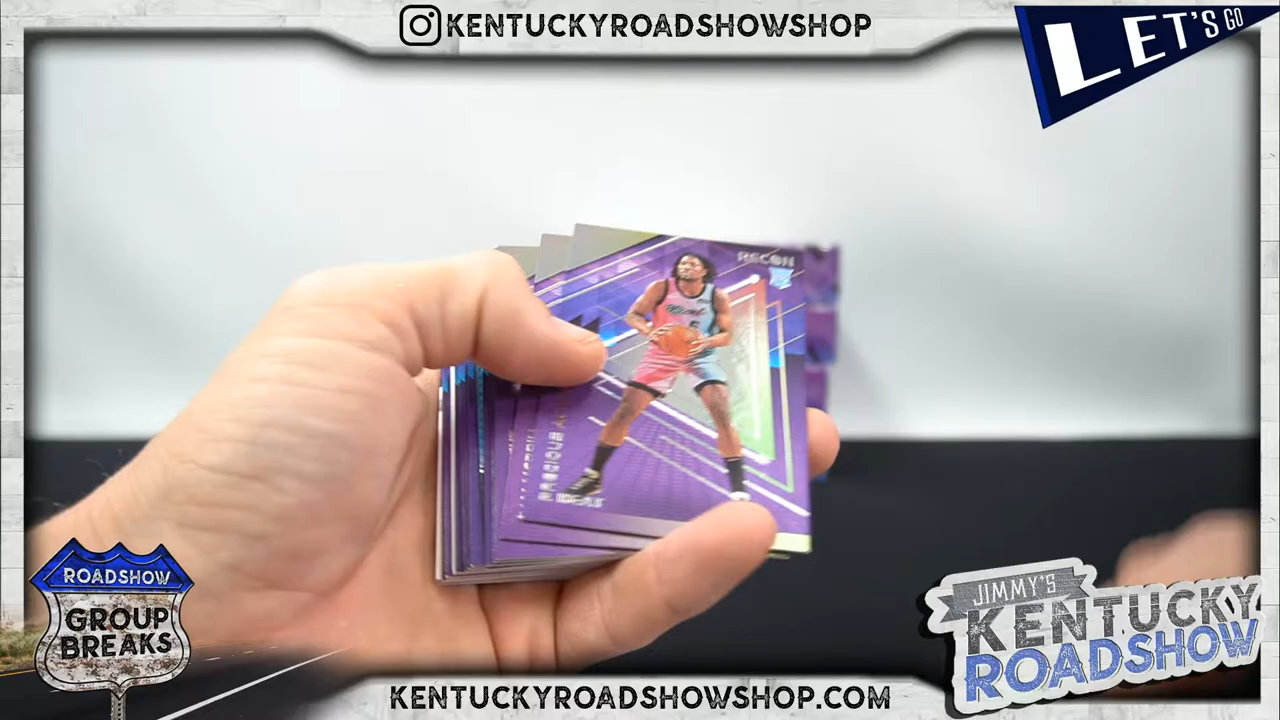 KENTUCKYROADSHOWSHOP
LET'S GO
RECON
ROADSHOW
GROUP
BREAKS
JIMMY'S
KENTUCKY
ROADSHOW
KENTUCKYROADSHOWSHOP.COM